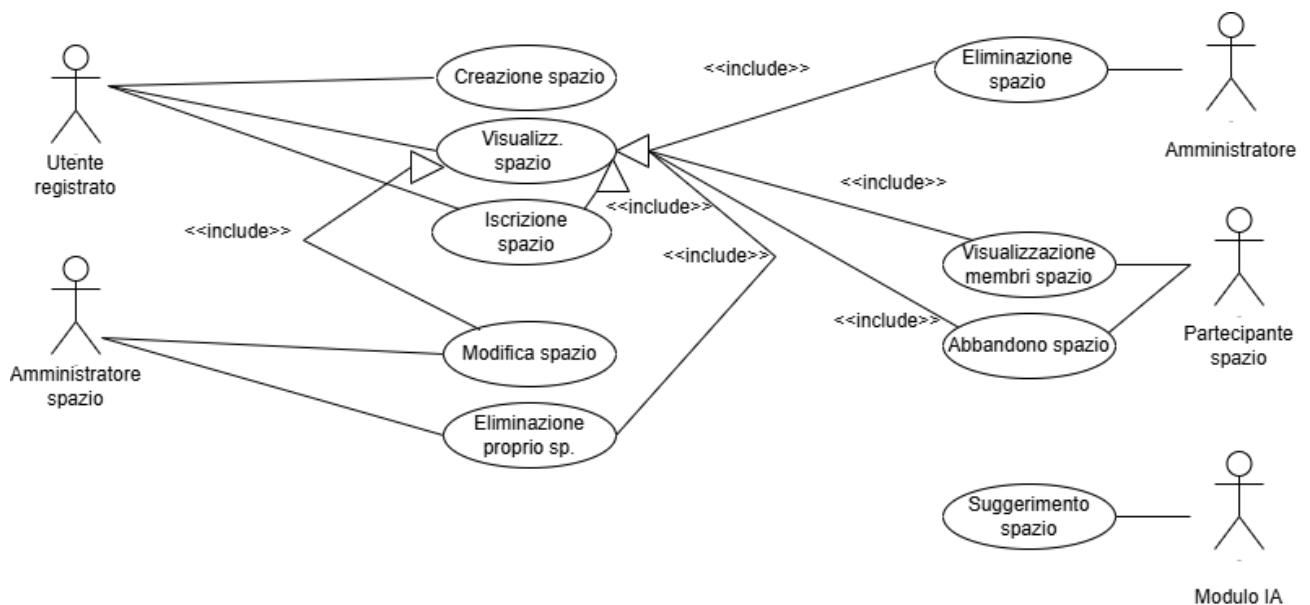 Creazione spazio
<<include>>
Eliminazione
spazio
Utente
registrato
Visualizz.
spazio
Amministratore
<<include>>
<<include>>
Iscrizione
spazio
<<include>>
<<include>>
Visualizzazione
membri spazio
<<include>>
Partecipante
spazio
Amministratore
spazio
Modifica spazio
Abbandono spazio
Eliminazione
proprio sp.
Suggerimento
spazio
Modulo IA